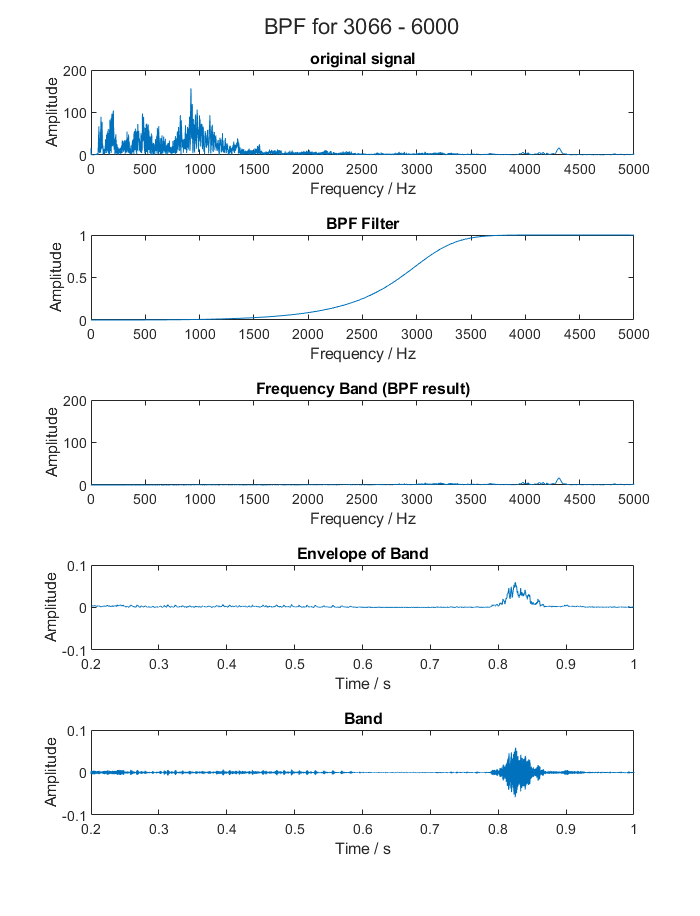 BPF for 3066 - 6000
original signal
200
100
0
Amplitude
0 500 1000 1500 2000 2500 3000 3500 4000 4500 5000
Frequency / Hz
BPF Filter
1
0.5
0
Amplitude
0 500 1000 1500 2000 2500 3000 3500 4000 4500 5000
Frequency / Hz
Frequency Band (BPF result)
200
100
0
Amplitude
0 500 1000 1500 2000 2500 3000 3500 4000 4500 5000
Frequency / Hz
Envelope of Band
0.1
0
-0.1
Amplitude
0.2 0.3 0.4 0.5 0.6 0.7 0.8 0.9 1
Time / s
Band
0.1
0
-0.1
Amplitude
0.2 0.3 0.4 0.5 0.6 0.7 0.8 0.9 1
Time / s